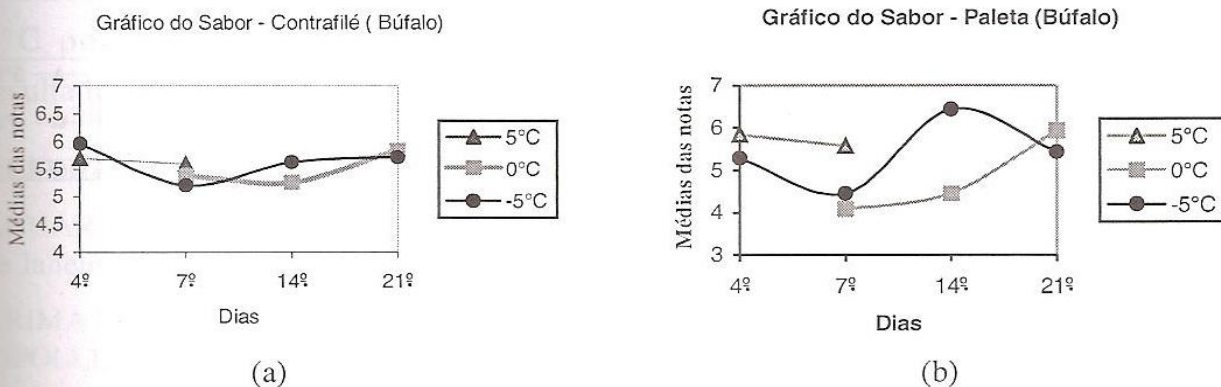 Gráfico do Sabor - Contrafilé ( Búfalo)
Médias das notas
7
6,5
6
5,5
5
4,5
4
4º
7º
14º
21º
Dias
5°C
0°C
-5°C
(a)
Gráfico do Sabor - Paleta (Búfalo)
Médias das notas
7
6
5
4
3
4º
7º
14º
21º
Dias
5°C
0°C
-5°C
(b)